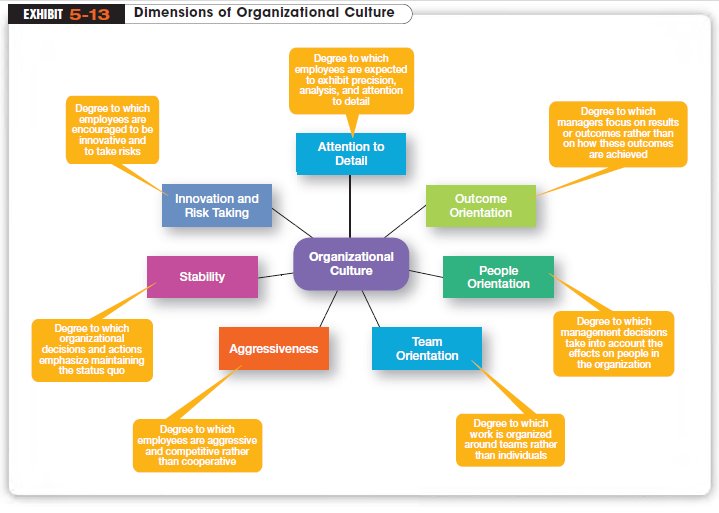 EXHIBIT 5-13 Dimensions of Organizational Culture
Degree to which
employees are expected
to exhibit precision,
analysis, and attention
to detail
Attention to
Detail
Degree to which
employees are
encouraged to be
innovative and
to take risks
Innovation and
Risk Taking
Degree to which
managers focus on results
or outcomes rather than
on how these outcomes
are achieved
Outcome
Orientation
Organizational
Culture
Stability
Degree to which
organizational
decisions and actions
emphasize maintaining
the status quo
People
Orientation
Degree to which
management decisions
take into account the
effects on people in
the organization
Aggressiveness
Degree to which
employees are aggressive
and competitive rather
than cooperative
Team
Orientation
Degree to which
work is organized
around teams rather
than individuals